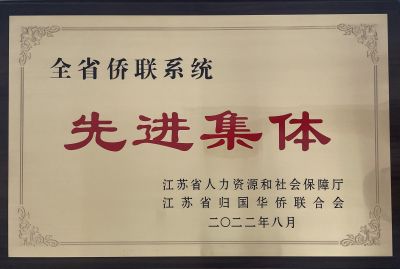 全省侨联系统
先进集体
江苏省人力资源和社会保障厅
江苏省归国华侨联合会
二〇二二年八月